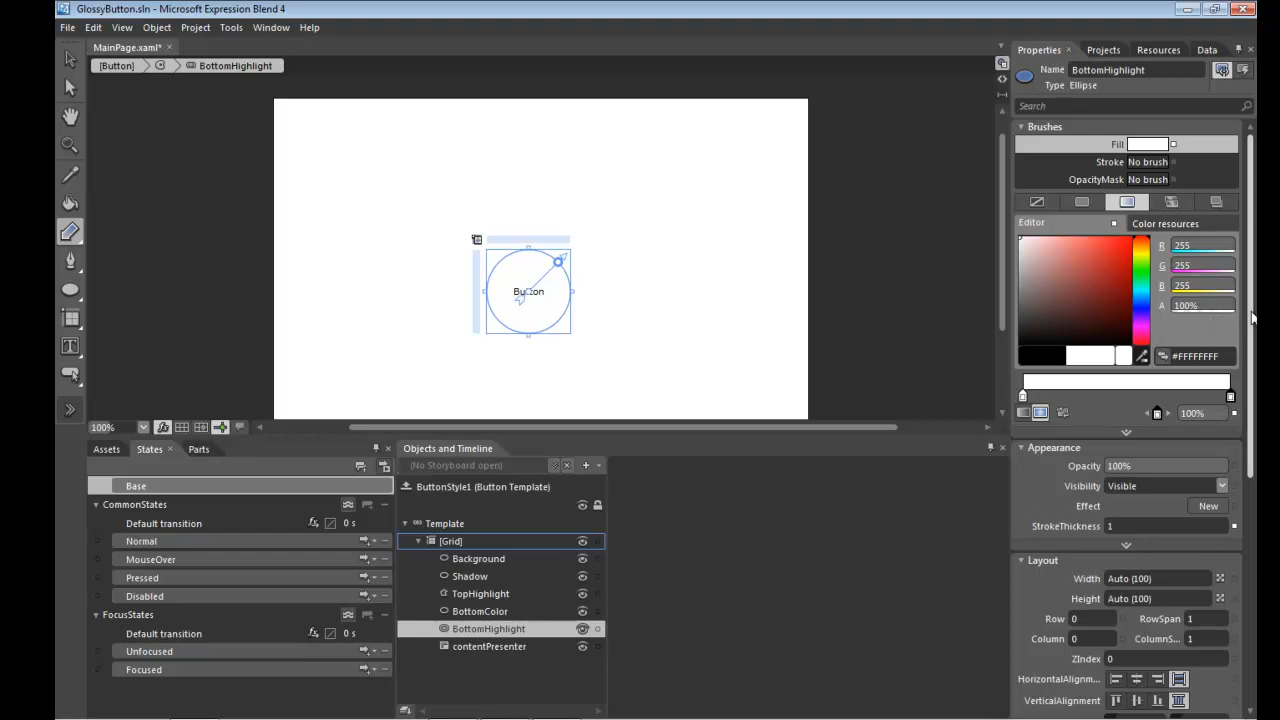 GlossyButton.sln - Microsoft Expression Blend 4
File Edit View Object Project Tools Window Help
MainPage.xaml*
[Button] BottomHighlight
Button
100%
Properties Projects Resources Data
Name BottomHighlight
Type Ellipse
Search
Brushes
Fill
Stroke No brush
OpacityMask No brush
Editor Color resources
R 255
G 255
B 255
A 100%
#FFFFFFFF
100%
Appearance
Opacity 100%
Visibility Visible
Effect New
StrokeThickness 1
Layout
Width Auto (100)
Height Auto (100)
Row 0 RowSpan 1
Column 0 ColumnS... 1
ZIndex 0
HorizontalAlignm...
VerticalAlignment
Assets States Parts
Base
CommonStates
Default transition 0 s
Normal
MouseOver
Pressed
Disabled
FocusStates
Default transition 0 s
Unfocused
Focused
Objects and Timeline
(No Storyboard open)
ButtonStyle1 (Button Template)
Template
[Grid]
Background
Shadow
TopHighlight
BottomColor
BottomHighlight
contentPresenter